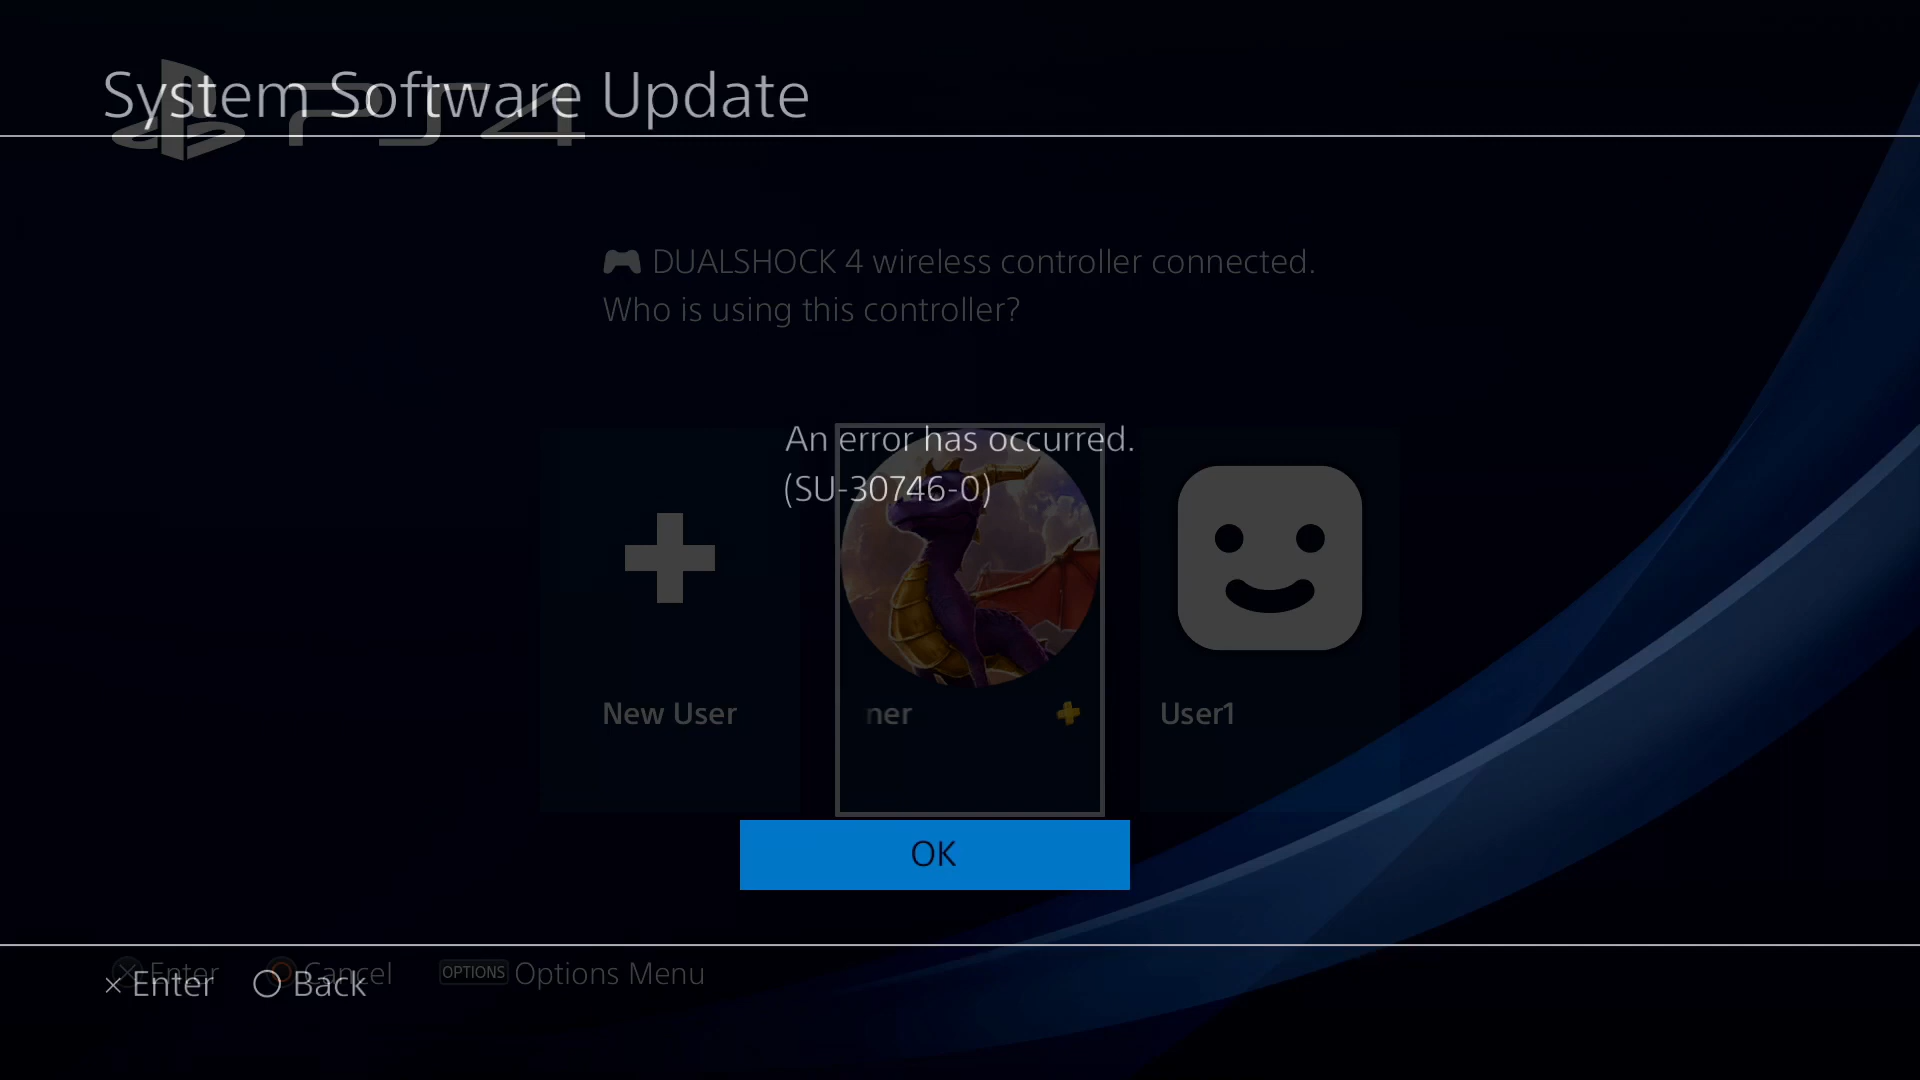 System Software Update
PS4
DUALSHOCK 4 wireless controller connected.
Who is using this controller?
An error has occurred.
(SU-30746-0)
New User
ner
User1
OK
Enter Cancel OPTIONS Options Menu
Enter Back